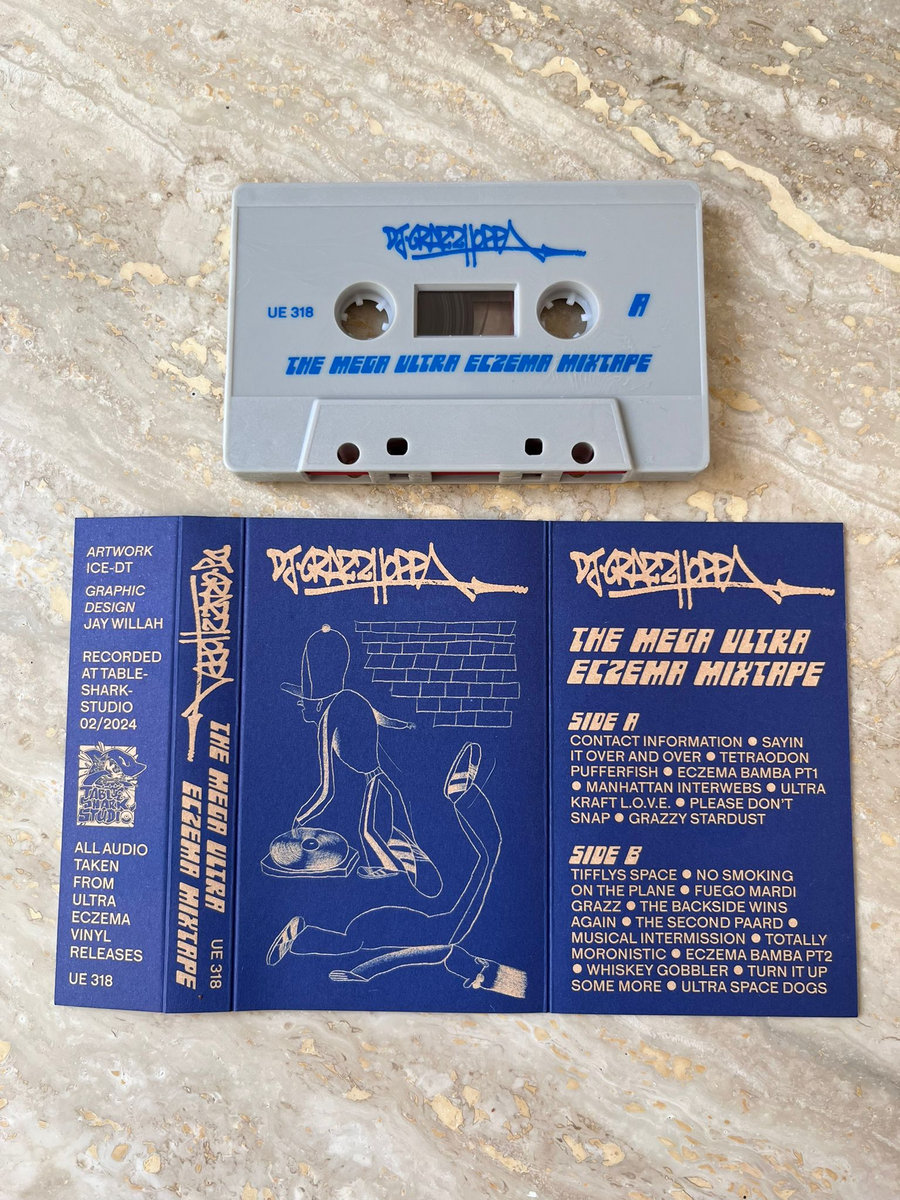 DJ-GRAZZHOPPA
UE 318
A
THE MEGA ULTRA ECZEMA MIXTAPE
ARTWORK
ICE-DT
GRAPHIC
DESIGN
JAY WILLAH
RECORDED
AT TABLE-
SHARK-
STUDIO
02/2024
TABLE
SHARK
STUDIO
ALL AUDIO
TAKEN
FROM
ULTRA
ECZEMA
VINYL
RELEASES
UE 318
DJ-GRAZZHOPPA
THE MEGA ULTRA
ECZEMA MIXTAPE
UE 318
DJ-GRAZZHOPPA
DJ-GRAZZHOPPA
THE MEGA ULTRA
ECZEMA MIXTAPE
SIDE A
CONTACT INFORMATION ● SAYIN
IT OVER AND OVER ● TETRAODON
PUFFERFISH ● ECZEMA BAMBA PT1
● MANHATTAN INTERWEBS ● ULTRA
KRAFT L.O.V.E. ● PLEASE DON'T
SNAP ● GRAZZY STARDUST
SIDE B
TIFFLYS SPACE ● NO SMOKING
ON THE PLANE ● FUEGO MARDI
GRAZZ ● THE BACKSIDE WINS
AGAIN ● THE SECOND PAARD ●
MUSICAL INTERMISSION ● TOTALLY
MORONISTIC ● ECZEMA BAMBA PT2
● WHISKEY GOBBLER ● TURN IT UP
SOME MORE ● ULTRA SPACE DOGS